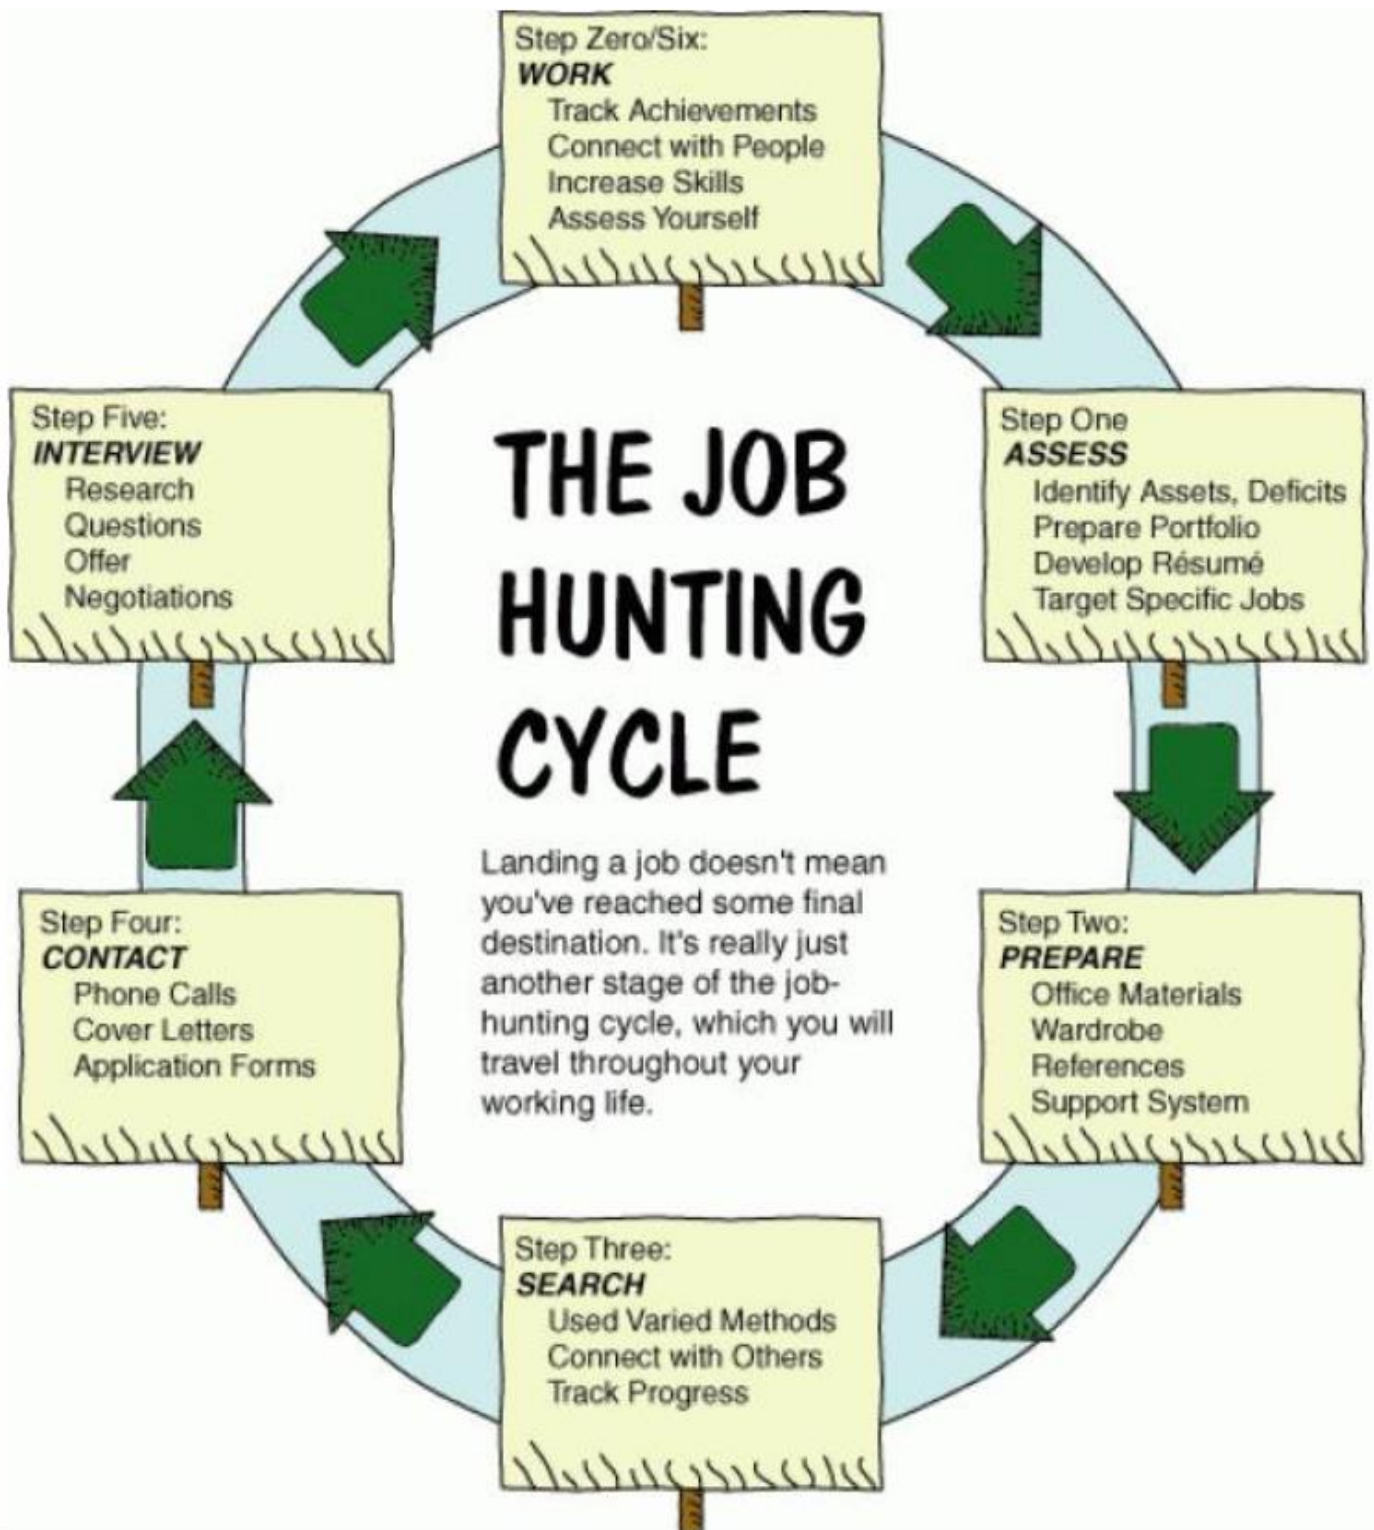 Step Zero/Six:
WORK
Track Achievements
Connect with People
Increase Skills
Assess Yourself
Step One
ASSESS
Identify Assets, Deficits
Prepare Portfolio
Develop Résumé
Target Specific Jobs
Step Two:
PREPARE
Office Materials
Wardrobe
References
Support System
Step Three:
SEARCH
Used Varied Methods
Connect with Others
Track Progress
Step Four:
CONTACT
Phone Calls
Cover Letters
Application Forms
Step Five:
INTERVIEW
Research
Questions
Offer
Negotiations
THE JOB
HUNTING
CYCLE
Landing a job doesn't mean
you've reached some final
destination. It's really just
another stage of the job-
hunting cycle, which you will
travel throughout your
working life.